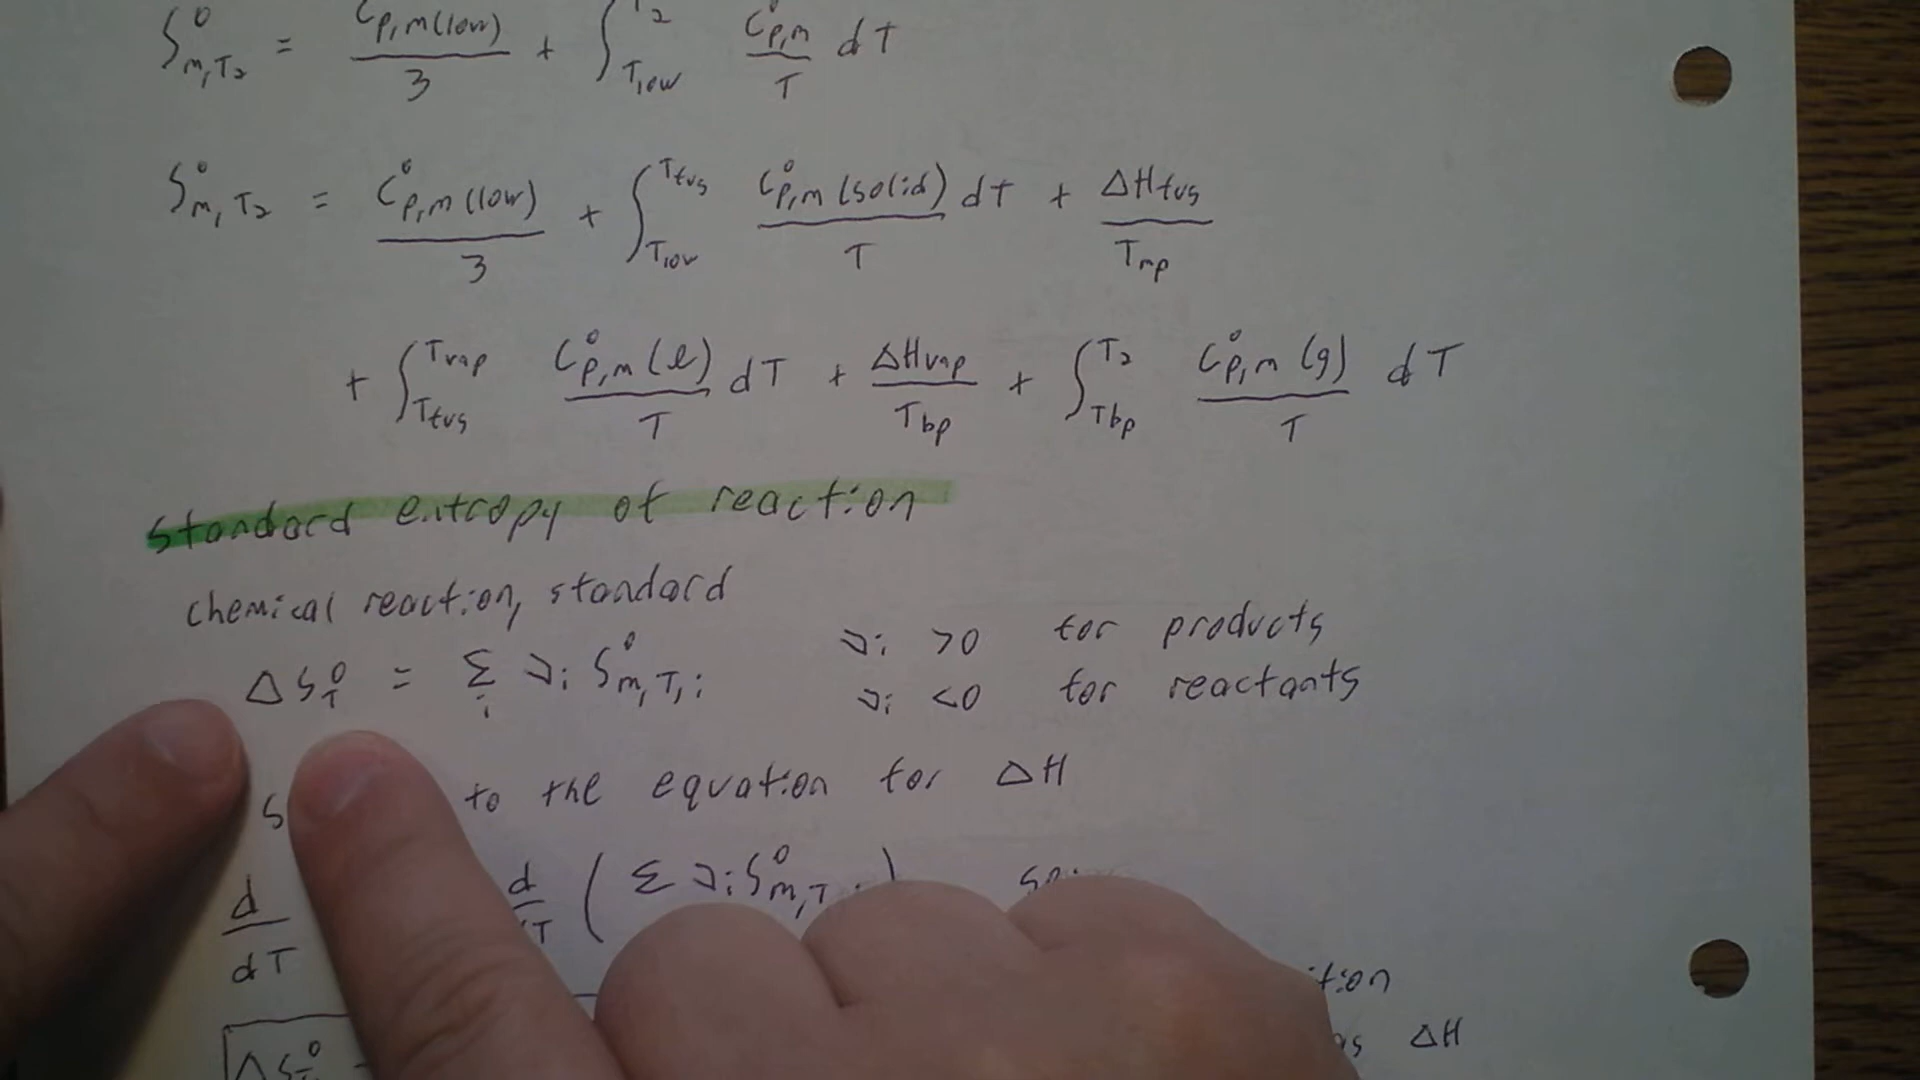 S°m,T2 = C°p,m(low)/3 + ∫Tlow T2 C°p,m/T dT
S°m,T2 = C°p,m(low)/3 + ∫Tlow Tfus C°p,m(solid)/T dT + ΔHfus/Tmp
+ ∫Tfus Tvap C°p,m(l)/T dT + ΔHvap/Tbp + ∫Tbp T2 C°p,m(g)/T dT
standard entropy of reaction
chemical reaction, standard
ΔS°T = Σi νi S°m,T,i νi >0 for products
νi <0 for reactants
to the equation for ΔH
d/dT d/dT (Σ νi S°m,T,i)
ΔS°T
ΔH